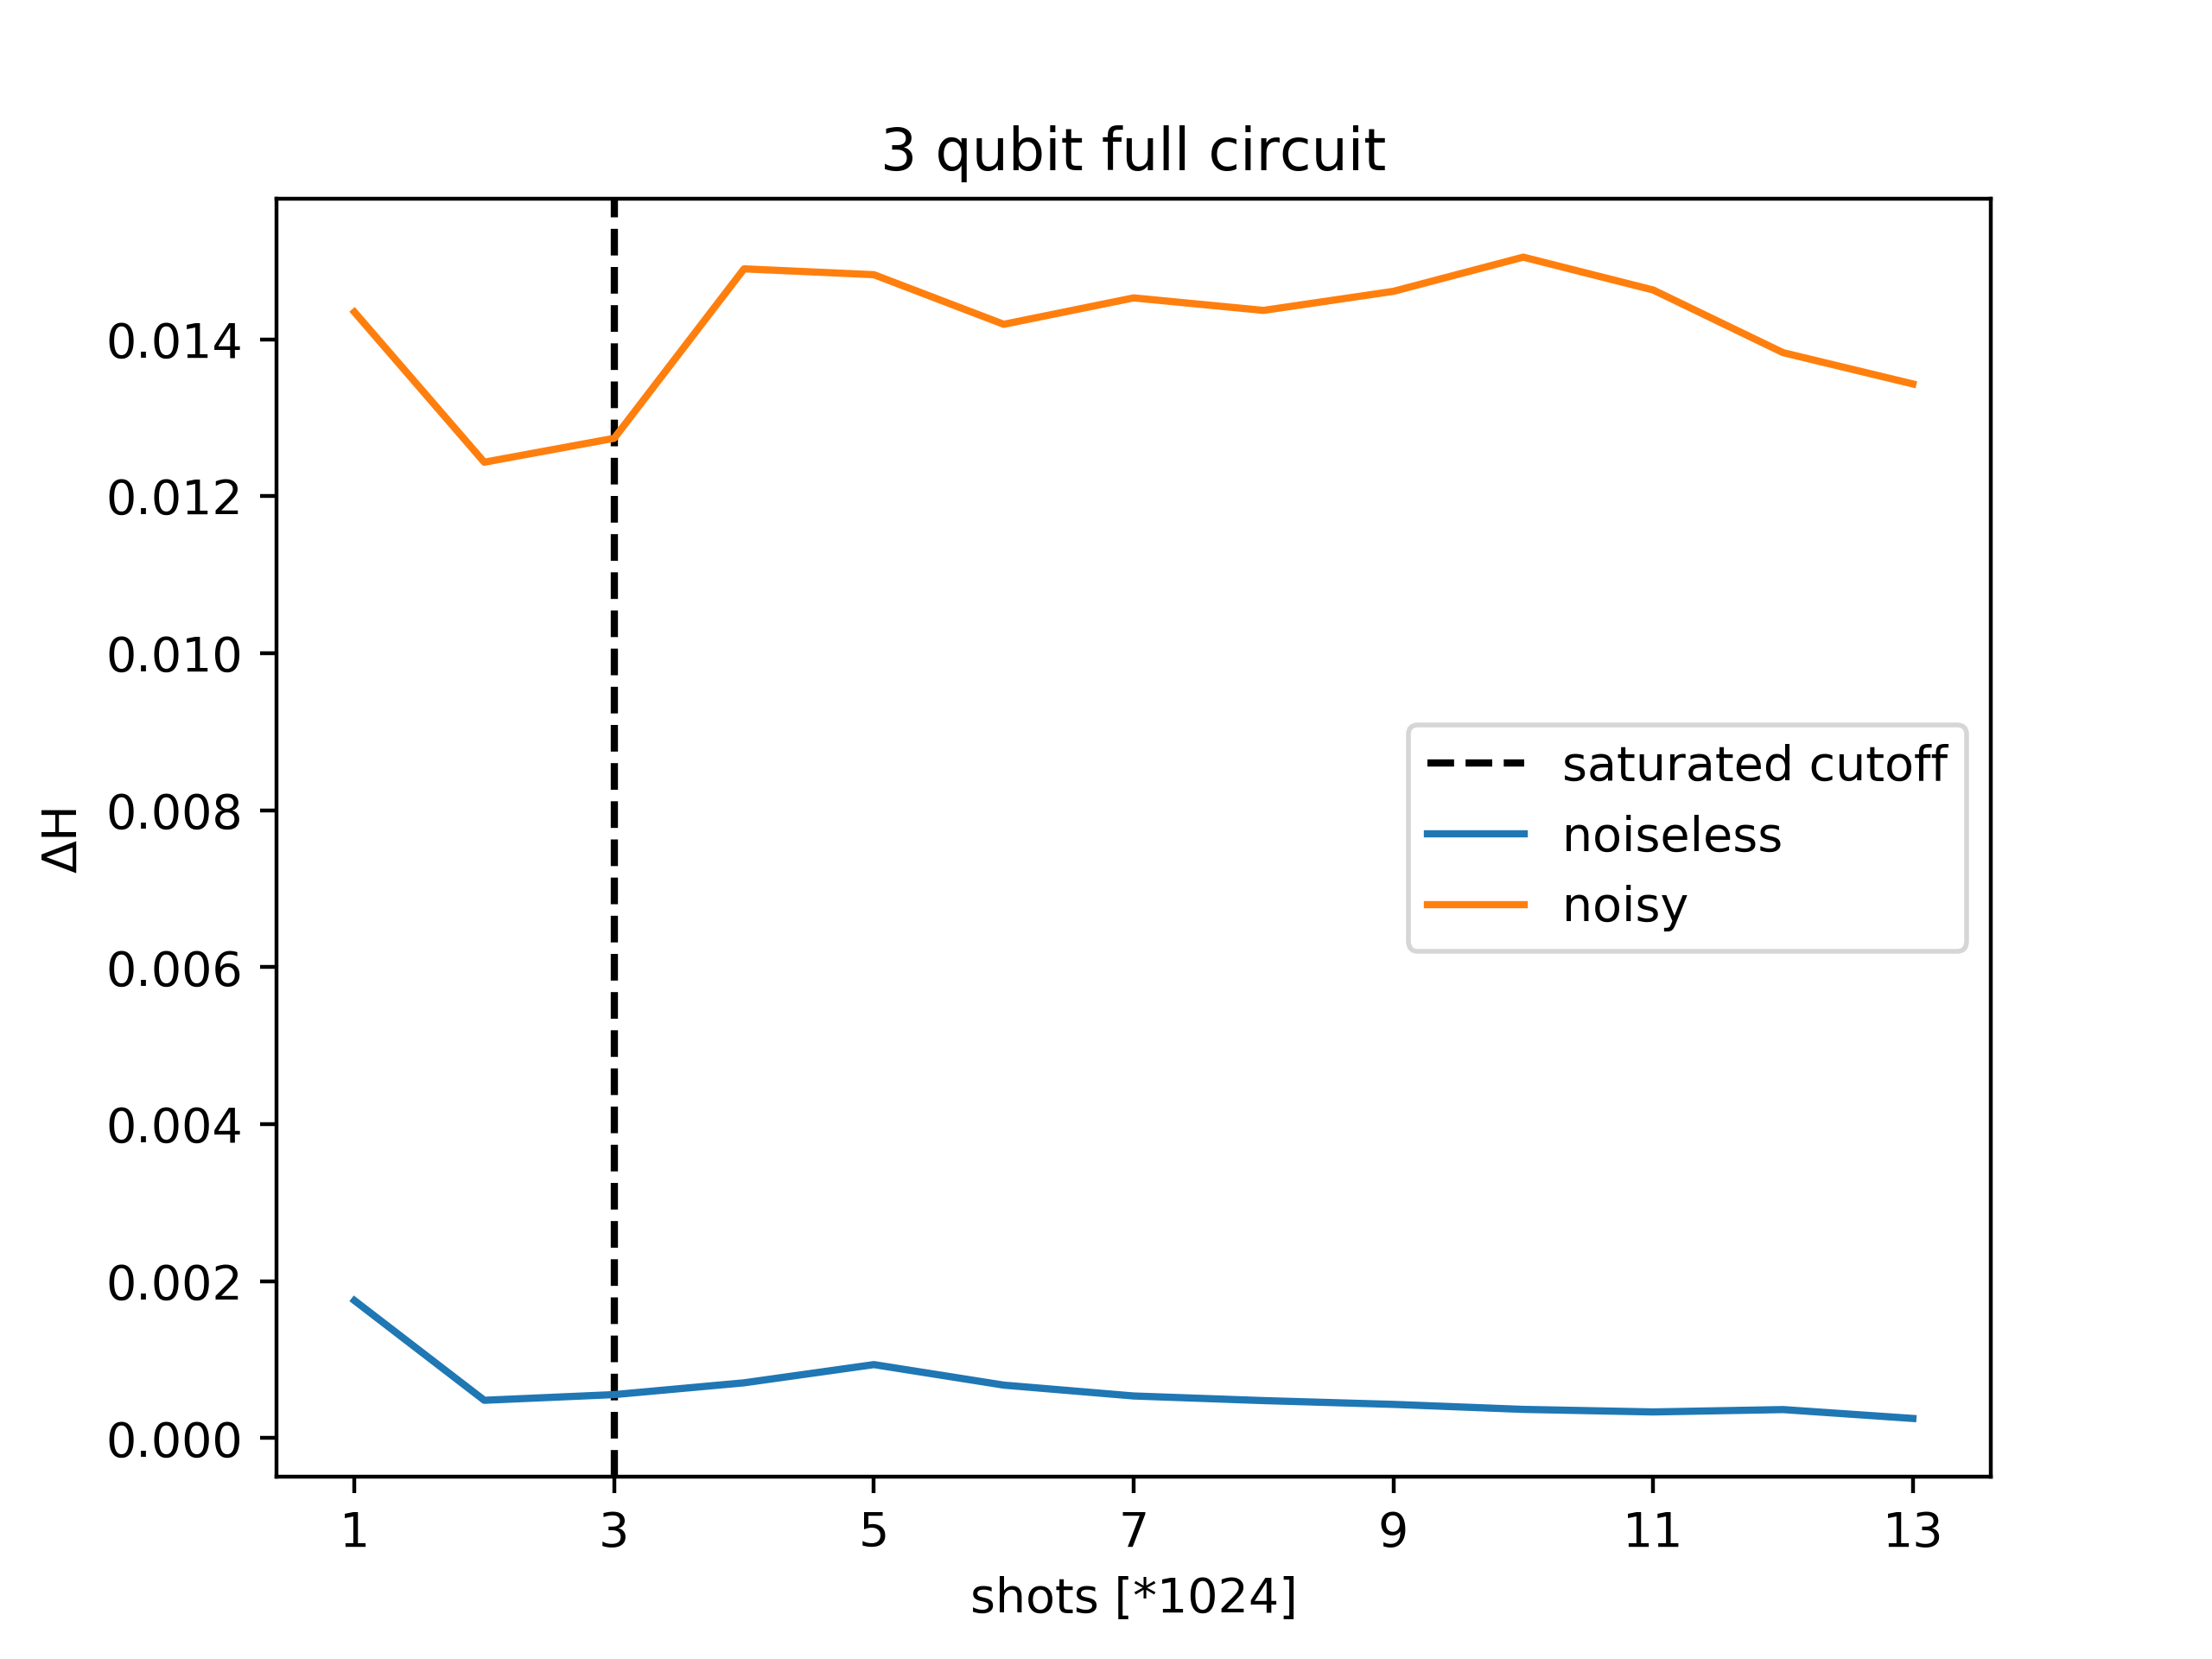 3 qubit full circuit
0.014
0.012
0.010
0.008
0.006
0.004
0.002
0.000
ΔH
saturated cutoff
noiseless
noisy
1 3 5 7 9 11 13
shots [*1024]